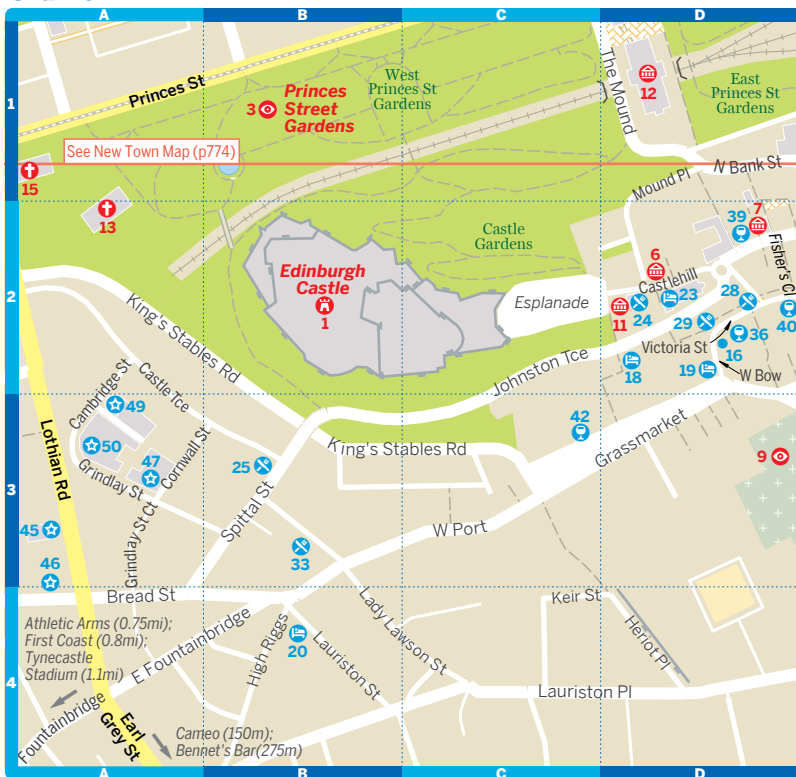 A B C D
1
Princes St
3
Princes
Street
Gardens
West
Princes St
Gardens
The Mound
12
East
Princes St
Gardens
See New Town Map (p774)
15
13
Mound Pl
N Bank St
39
7
2
Castle
Gardens
6
Fisher's Cl
Edinburgh
Castle
1
Esplanade
Castlehill
11
24
23
28
29
36
40
Victoria St
16
King's Stables Rd
Johnston Tce
18
19
W Bow
Cambridge St
Castle Tce
49
42
Grassmarket
Lothian Rd
50
47
Cornwall St
King's Stables Rd
25
9
3
Grindlay St
Spittal St
W Port
45
Grindlay St Ct
33
46
Bread St
Keir St
Athletic Arms (0.75mi);
First Coast (0.8mi);
Tynecastle
Stadium (1.1mi)
E Fountainbridge
High Riggs
20
Lauriston St
Lady Lawson St
Heriot Pl
4
Lauriston Pl
Fountainbridge
Earl
Grey St
Cameo (150m);
Bennet's Bar(275m)
A B C D